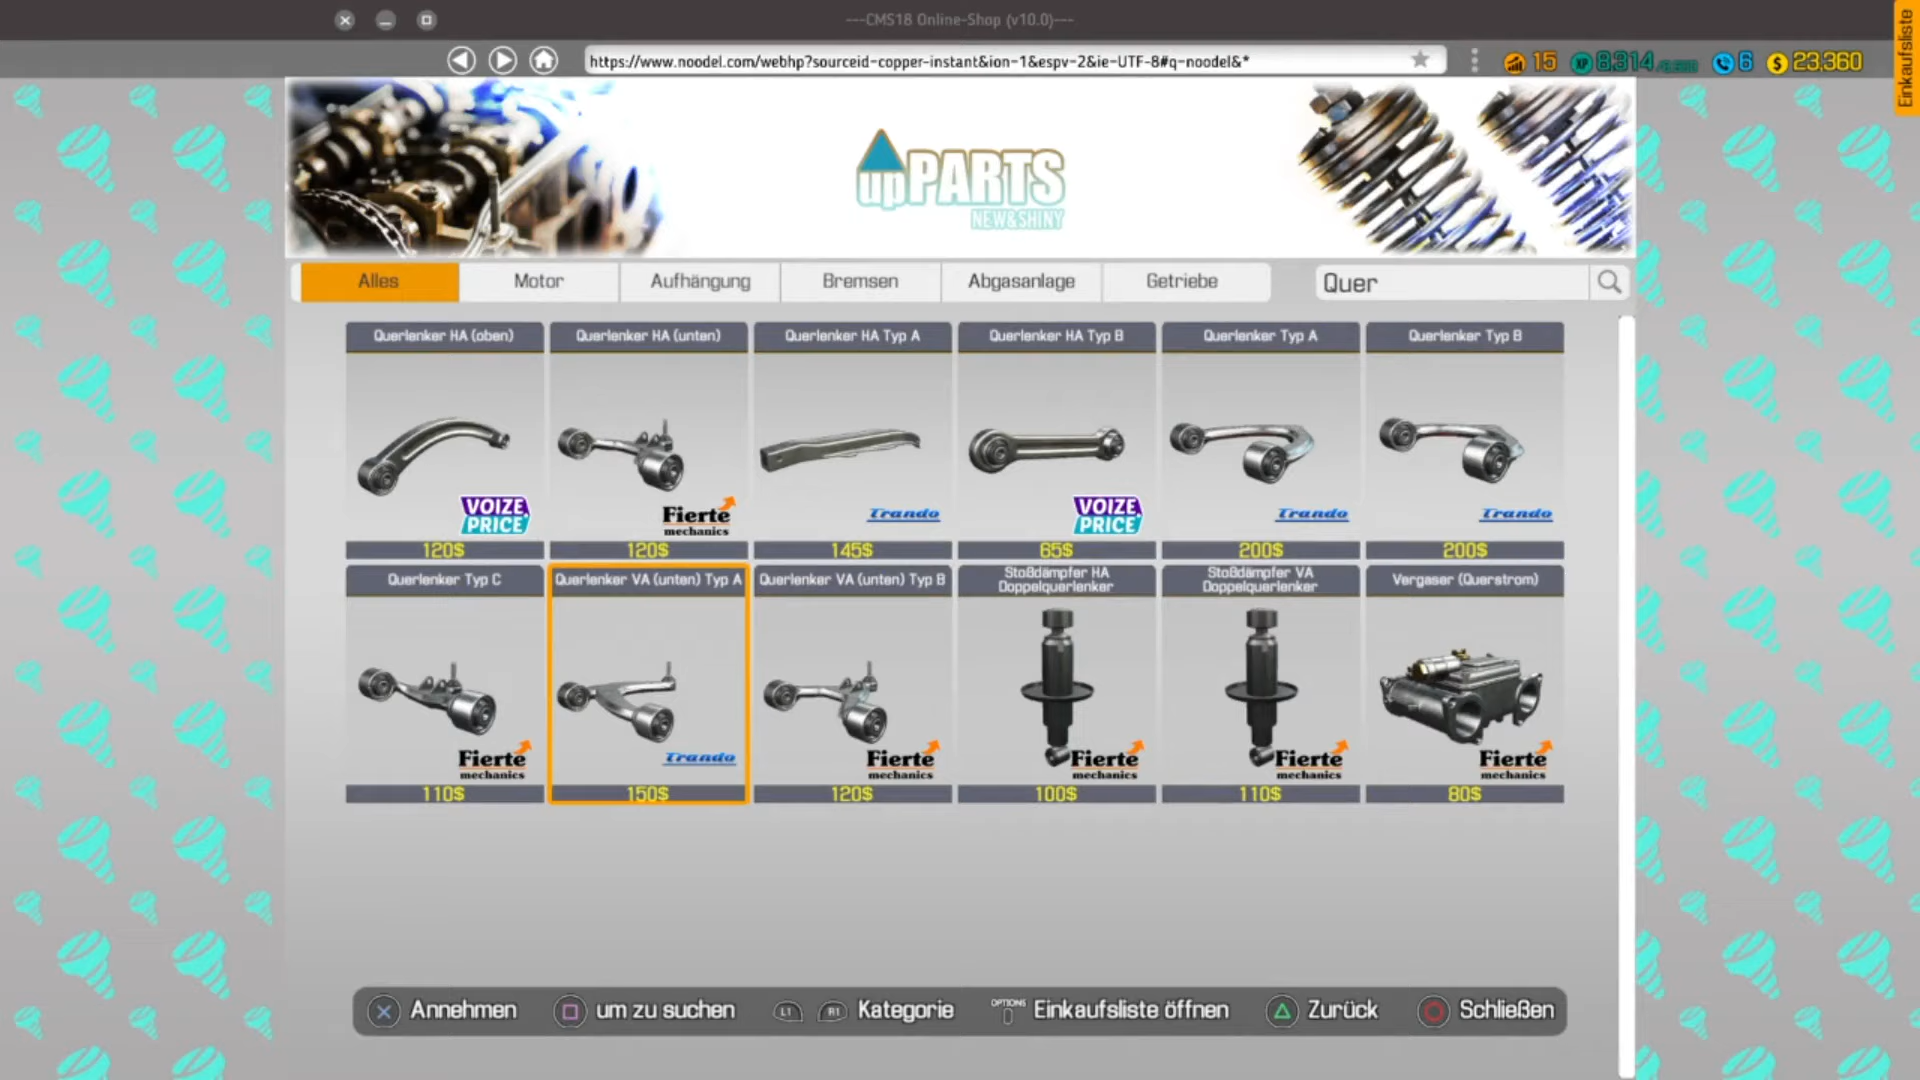 ---CMS18 Online-Shop (v10.0)---
Einkaufsliste
https://www.noodel.com/webhp?sourceid-copper-instant&ion-1&espv-2&ie-UTF-8#q-noodel&*
15 XP 8,314 6 $ 23,360
upPARTS
NEW&SHINY
Alles Motor Aufhängung Bremsen Abgasanlage Getriebe Quer
Querlenker HA (oben) Querlenker HA (unten) Querlenker HA Typ A Querlenker HA Typ B Querlenker Typ A Querlenker Typ B
VOIZE PRICE Fierte mechanics Trando VOIZE PRICE Trando Trando
120$ 120$ 145$ 65$ 200$ 200$
Querlenker Typ C Querlenker VA (unten) Typ A Querlenker VA (unten) Typ B Stoßdämpfer HA Doppelquerlenker Stoßdämpfer VA Doppelquerlenker Vergaser (Querstrom)
Fierte mechanics Trando Fierte mechanics Fierte mechanics Fierte mechanics Fierte mechanics
110$ 150$ 120$ 100$ 110$ 80$
Annehmen um zu suchen L1 R1 Kategorie OPTIONS Einkaufsliste öffnen Zurück Schließen